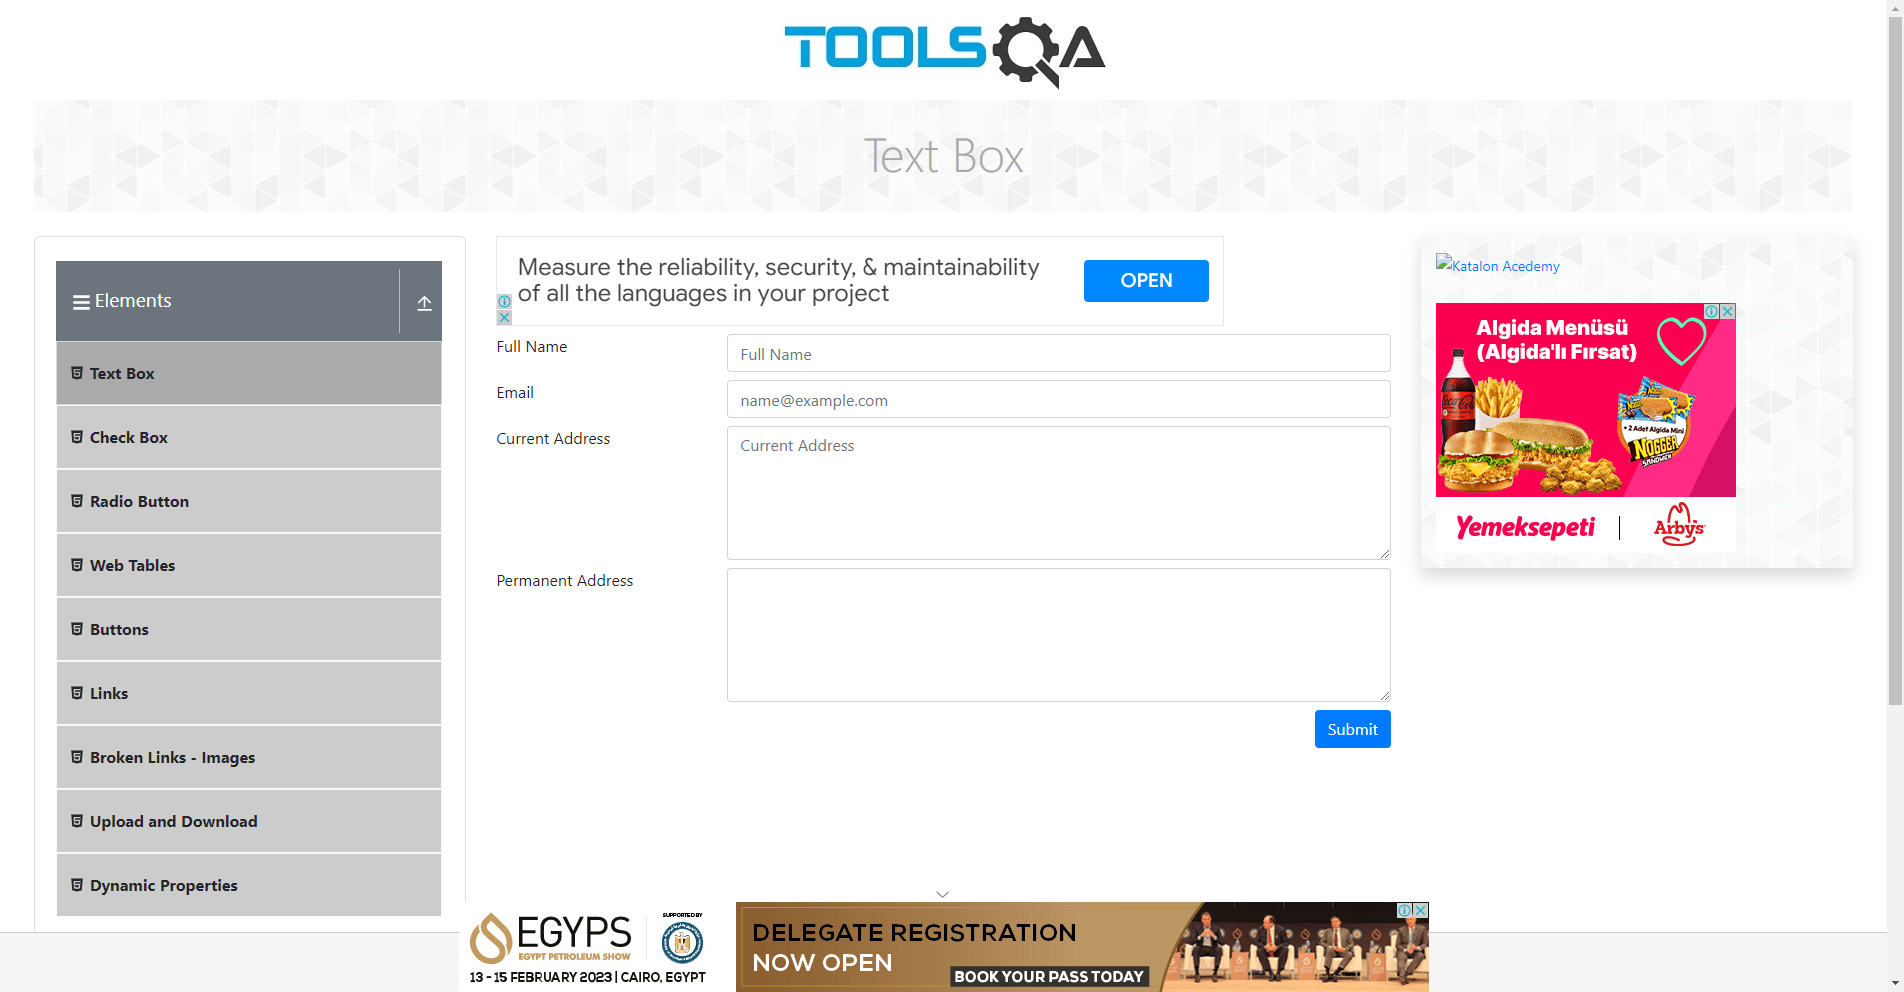 TOOLSQA
Text Box
Elements
Text Box
Check Box
Radio Button
Web Tables
Buttons
Links
Broken Links - Images
Upload and Download
Dynamic Properties
Measure the reliability, security, & maintainability
of all the languages in your project
OPEN
Full Name
Full Name
Email
name@example.com
Current Address
Current Address
Permanent Address
Submit
Katalon Acedemy
Algida Menüsü
(Algida'lı Fırsat)
Coca-Cola
+ 2 Adet Algida Mini
NOGGER
SANDWICH
Yemeksepeti
Arby's
EGYPS
EGYPT PETROLEUM SHOW
SUPPORTED BY
13 - 15 FEBRUARY 2023 | CAIRO, EGYPT
DELEGATE REGISTRATION
NOW OPEN
BOOK YOUR PASS TODAY